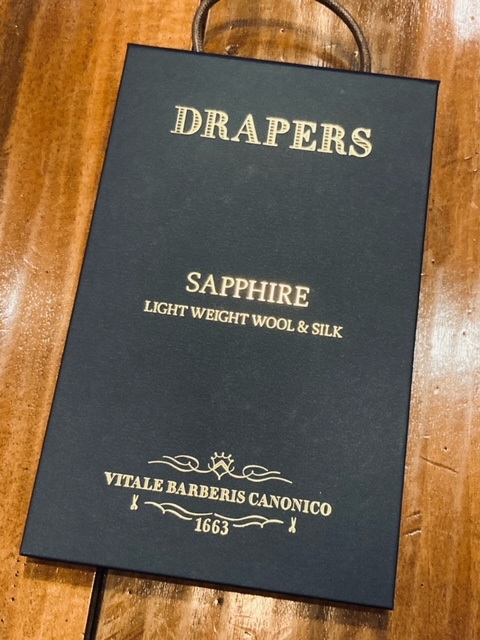 DRAPERS
SAPPHIRE
LIGHT WEIGHT WOOL & SILK
VITALE BARBERIS CANONICO
1663